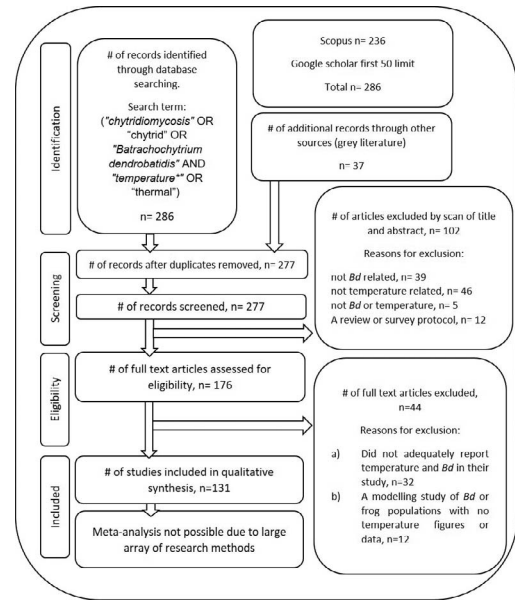 Identification
# of records identified
through database
searching.
Search term:
("chytridiomycosis" OR
"chytrid" OR
"Batrachochytrium
dendrobatidis" AND
"temperature*" OR
"thermal")
n= 286
Scopus n= 236
Google scholar first 50 limit
Total n= 286
# of additional records through other
sources (grey literature)
n= 37
Screening
# of records after duplicates removed, n= 277
# of records screened, n= 277
# of articles excluded by scan of title
and abstract, n= 102
Reasons for exclusion:
not Bd related, n= 39
not temperature related, n= 46
not Bd or temperature, n= 5
A review or survey protocol, n= 12
Eligibility
# of full text articles assessed for
eligibility, n= 176
# of full text articles excluded,
n=44
Reasons for exclusion:
a) Did not adequately report
temperature and Bd in their
study, n=32
b) A modelling study of Bd or
frog populations with no
temperature figures or
data, n=12
Included
# of studies included in qualitative
synthesis, n=131
Meta-analysis not possible due to large
array of research methods